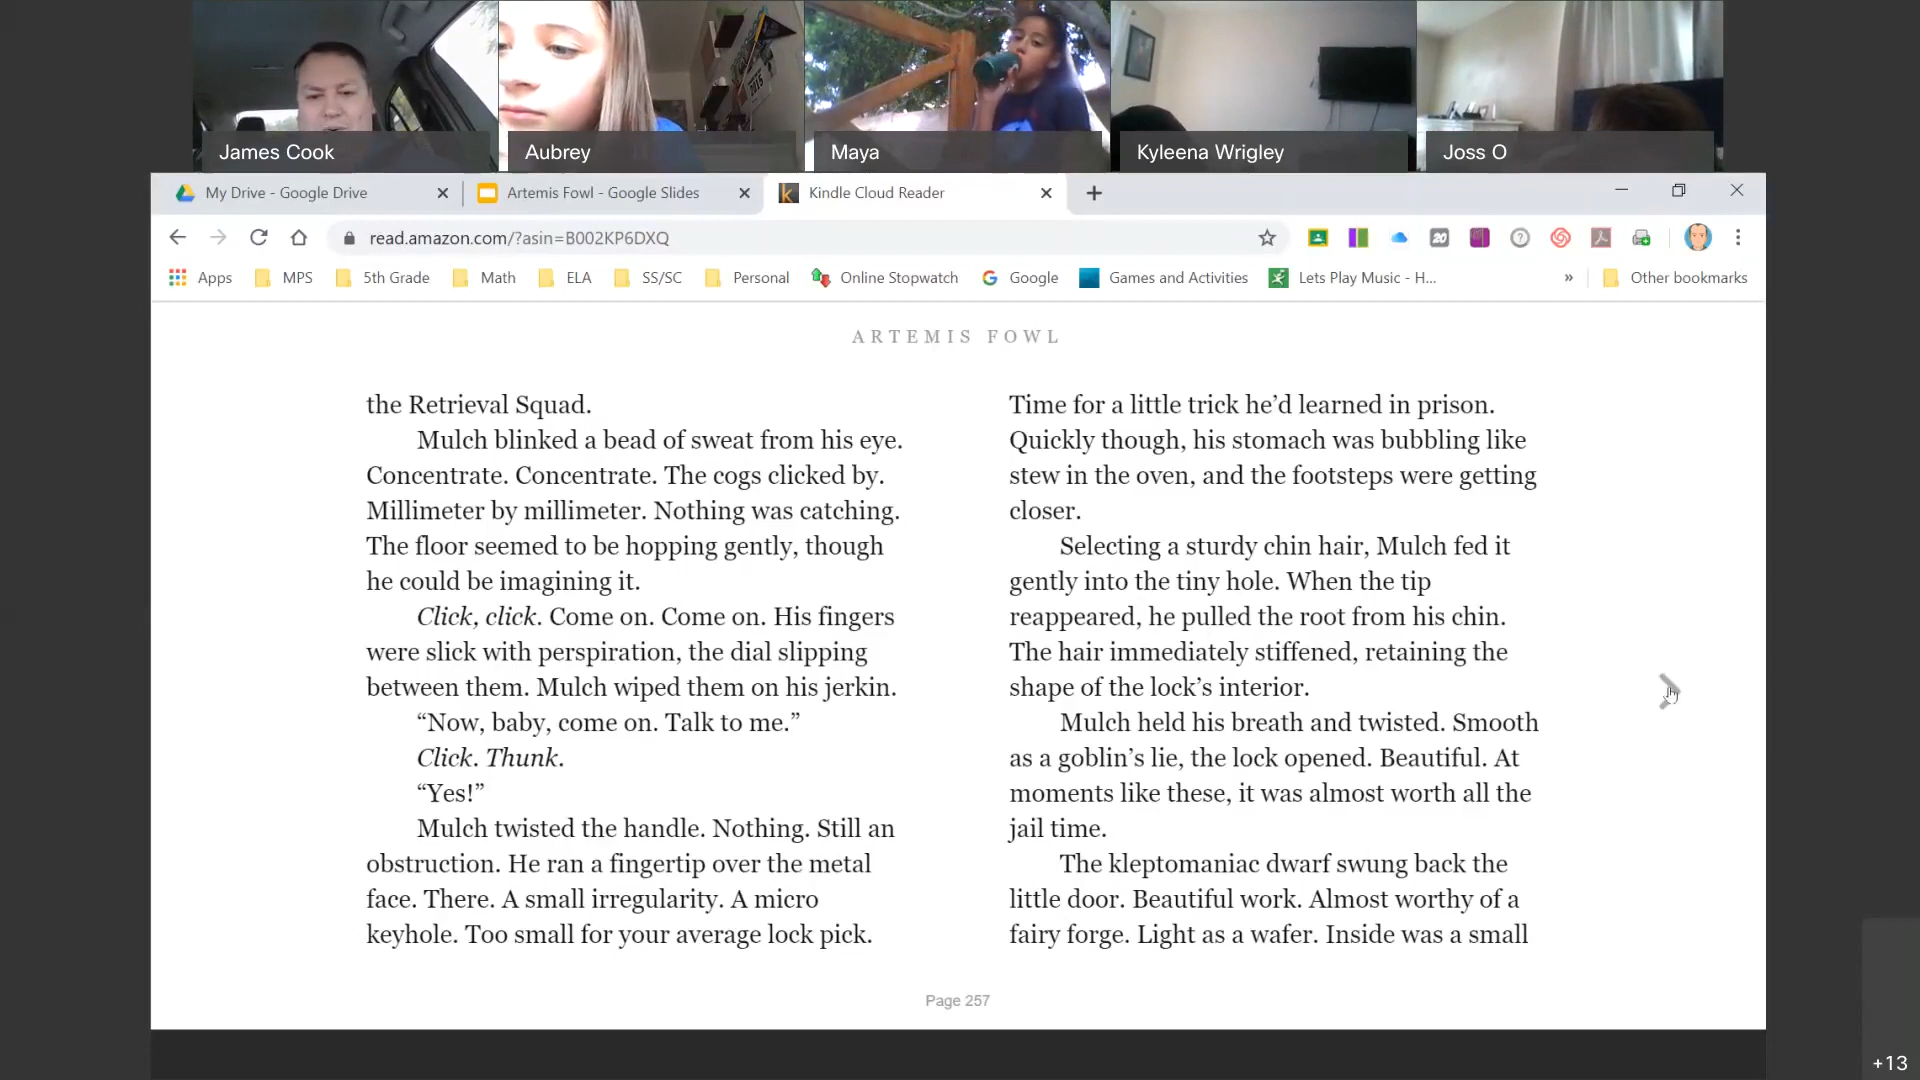 James Cook
Aubrey
Maya
Kyleena Wrigley
Joss O
My Drive - Google Drive
Artemis Fowl - Google Slides
Kindle Cloud Reader
read.amazon.com/?asin=B002KP6DXQ
20
Apps
MPS
5th Grade
Math
ELA
SS/SC
Personal
Online Stopwatch
Google
Games and Activities
Lets Play Music - H...
»
Other bookmarks
ARTEMIS FOWL
the Retrieval Squad.
Mulch blinked a bead of sweat from his eye.
Concentrate. Concentrate. The cogs clicked by.
Millimeter by millimeter. Nothing was catching.
The floor seemed to be hopping gently, though
he could be imagining it.
Click, click. Come on. Come on. His fingers
were slick with perspiration, the dial slipping
between them. Mulch wiped them on his jerkin.
“Now, baby, come on. Talk to me.”
Click. Thunk.
“Yes!”
Mulch twisted the handle. Nothing. Still an
obstruction. He ran a fingertip over the metal
face. There. A small irregularity. A micro
keyhole. Too small for your average lock pick.
Time for a little trick he’d learned in prison.
Quickly though, his stomach was bubbling like
stew in the oven, and the footsteps were getting
closer.
Selecting a sturdy chin hair, Mulch fed it
gently into the tiny hole. When the tip
reappeared, he pulled the root from his chin.
The hair immediately stiffened, retaining the
shape of the lock’s interior.
Mulch held his breath and twisted. Smooth
as a goblin’s lie, the lock opened. Beautiful. At
moments like these, it was almost worth all the
jail time.
The kleptomaniac dwarf swung back the
little door. Beautiful work. Almost worthy of a
fairy forge. Light as a wafer. Inside was a small
Page 257
+13